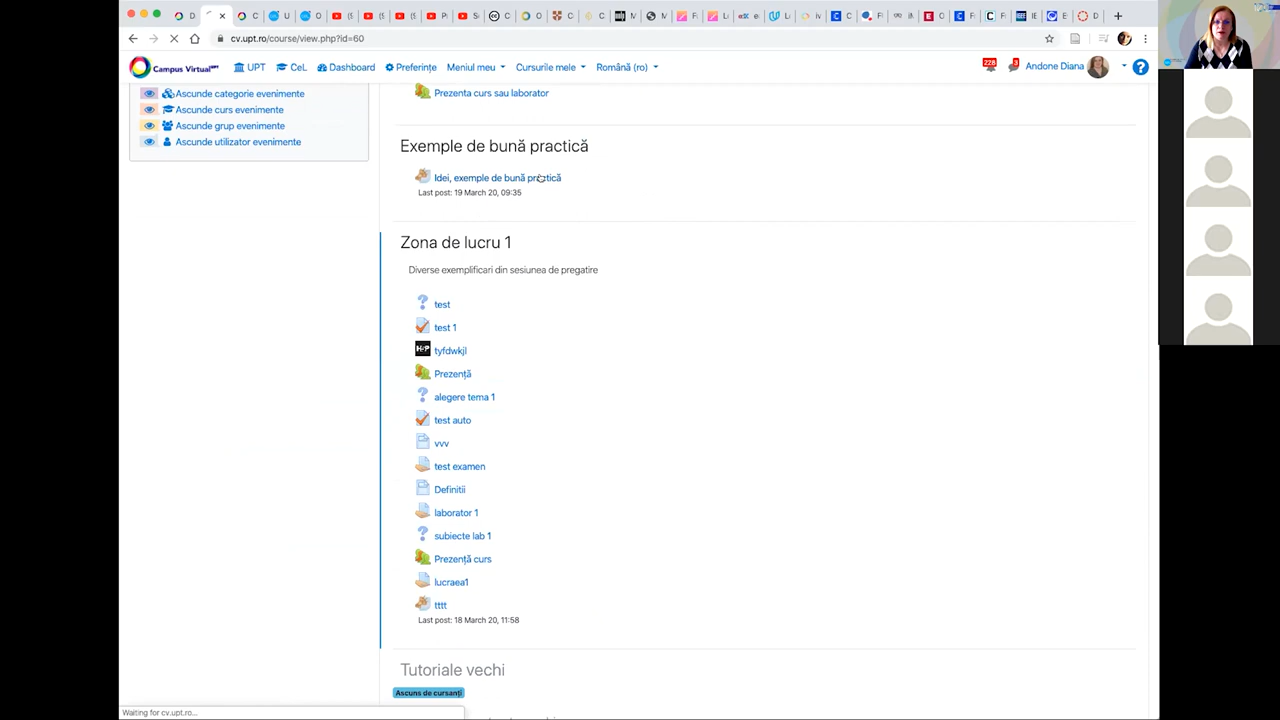 cv.upt.ro/course/view.php?id=60
Campus Virtual UPT CeL Dashboard Preferințe Meniul meu Cursurile mele Română (ro) 228 3 Andone Diana ?
Ascunde categorie evenimente
Ascunde curs evenimente
Ascunde grup evenimente
Ascunde utilizator evenimente
Prezenta curs sau laborator
Exemple de bună practică
Idei, exemple de bună practică
Last post: 19 March 20, 09:35
Zona de lucru 1
Diverse exemplificari din sesiunea de pregatire
test
test 1
H5P tyfdwkjl
Prezență
alegere tema 1
test auto
vvv
test examen
Definitii
laborator 1
subiecte lab 1
Prezență curs
lucraea1
tttt
Last post: 18 March 20, 11:58
Tutoriale vechi
Ascuns de cursanți
Waiting for cv.upt.ro...